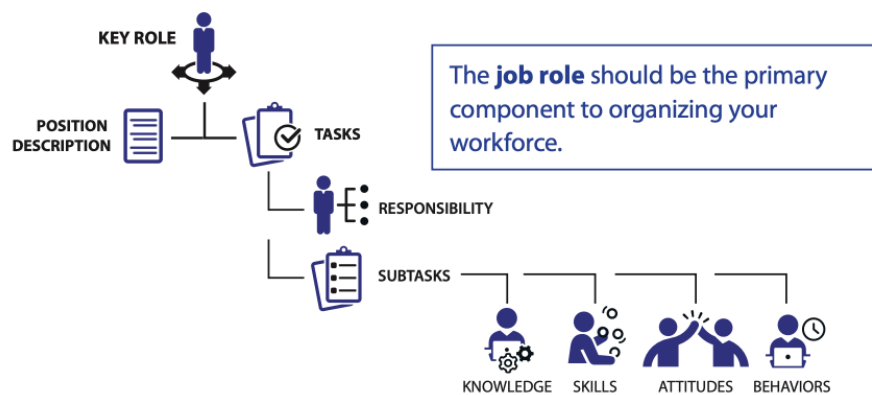 KEY ROLE
The job role should be the primary
component to organizing your
workforce.
POSITION
DESCRIPTION
TASKS
RESPONSIBILITY
SUBTASKS
KNOWLEDGE
SKILLS
ATTITUDES
BEHAVIORS